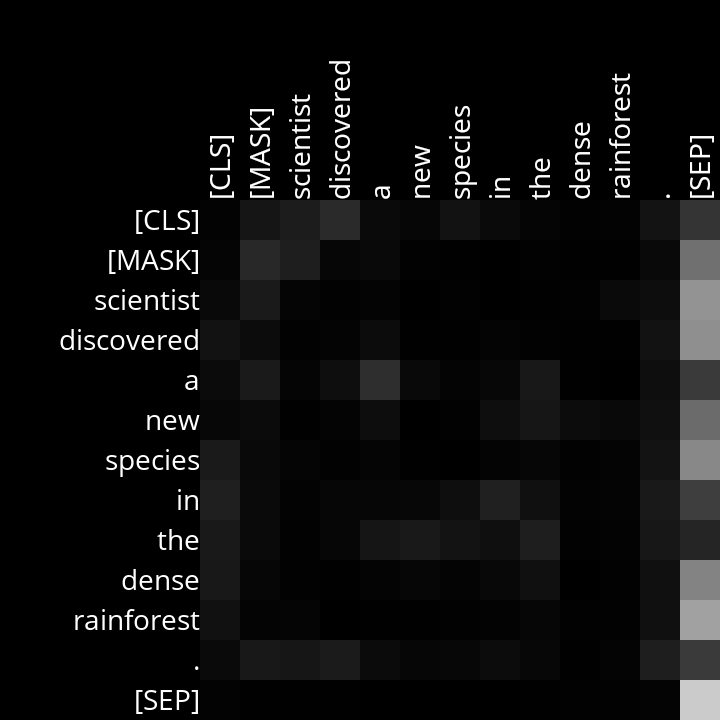 [CLS]
[MASK]
scientist
discovered
a
new
species
in
the
dense
rainforest
.
[SEP]
[CLS]
[MASK]
scientist
discovered
a
new
species
in
the
dense
rainforest
.
[SEP]